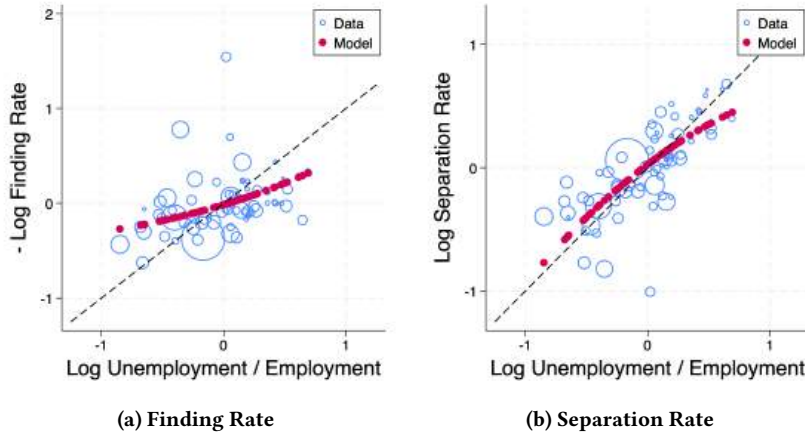 2
1
0
-1
- Log Finding Rate
Data
Model
-1
0
1
Log Unemployment / Employment
(a) Finding Rate
1
0
-1
Log Separation Rate
Data
Model
-1
0
1
Log Unemployment / Employment
(b) Separation Rate